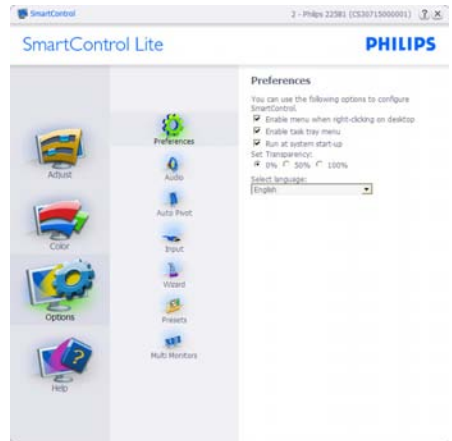 SmartControl
2 - Philips 225B1 (CS30715000001)
SmartControl Lite
PHILIPS
Adjust
Color
Options
Help
Preferences
Audio
Auto Pivot
Input
Wizard
Presets
Multi Monitors
Preferences
You can use the following options to configure
SmartControl.
Enable menu when right-clicking on desktop
Enable task tray menu
Run at system start-up
Set Transparency:
0% 50% 100%
Select language:
English